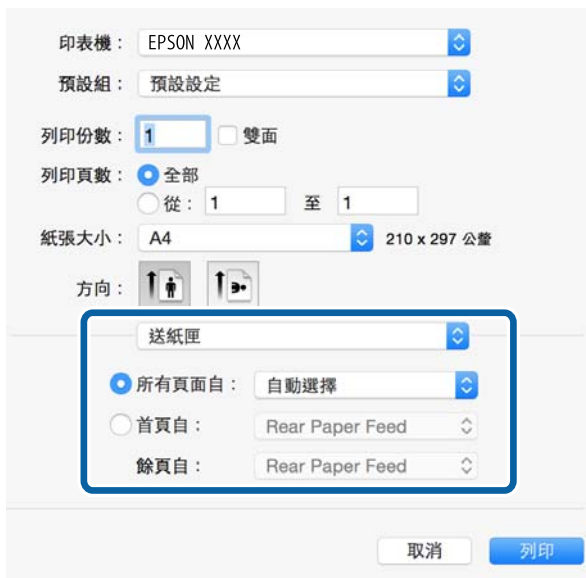 印表機： EPSON XXXX
預設組： 預設設定
列印份數： 1 雙面
列印頁數： 全部
從： 1 至 1
紙張大小： A4 210 x 297 公釐
方向：
送紙匣
所有頁面自： 自動選擇
首頁自： Rear Paper Feed
餘頁自： Rear Paper Feed
取消 列印